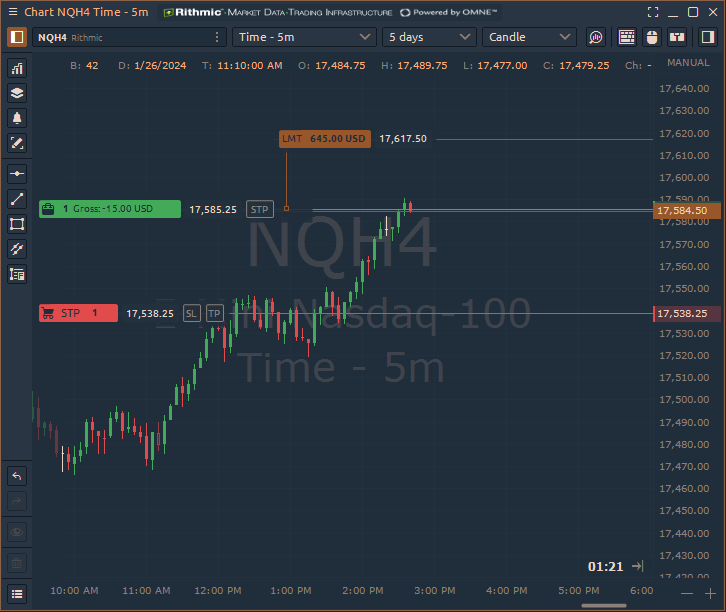 Chart NQH4 Time - 5m Rithmic - MARKET DATA-TRADING INFRASTRUCTURE Powered by OMNE™
NQH4 Rithmic Time - 5m 5 days Candle
B: 42 D: 1/26/2024 T: 11:10:00 AM O: 17,484.75 H: 17,489.75 L: 17,477.00 C: 17,479.25 Ch: - MANUAL
17,640.00
17,630.00
17,620.00
LMT 645.00 USD 17,617.50
17,610.00
17,600.00
17,590.00
1 Gross:-15.00 USD 17,585.25 STP 17,584.50
17,580.00
NQH4
17,570.00
17,560.00
17,550.00
STP 1 17,538.25 SL TP 17,538.25
E-mini Nasdaq-100
17,530.00
17,520.00
Time - 5m
17,510.00
17,500.00
17,490.00
17,480.00
17,470.00
17,460.00
17,450.00
17,440.00
17,430.00
01:21
17,420.00
10:00 AM 11:00 AM 12:00 PM 1:00 PM 2:00 PM 3:00 PM 4:00 PM 5:00 PM 6:00